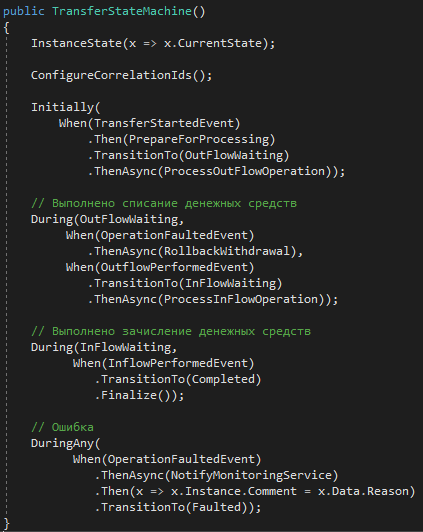 public TransferStateMachine()
{
InstanceState(x => x.CurrentState);
ConfigureCorrelationIds();
Initially(
When(TransferStartedEvent)
.Then(PrepareForProcessing)
.TransitionTo(OutFlowWaiting)
.ThenAsync(ProcessOutFlowOperation));
// Выполнено списание денежных средств
During(OutFlowWaiting,
When(OperationFaultedEvent)
.ThenAsync(RollbackWithdrawal),
When(OutflowPerformedEvent)
.TransitionTo(InFlowWaiting)
.ThenAsync(ProcessInFlowOperation));
// Выполнено зачисление денежных средств
During(InFlowWaiting,
When(InflowPerformedEvent)
.TransitionTo(Completed)
.Finalize());
// Ошибка
DuringAny(
When(OperationFaultedEvent)
.ThenAsync(NotifyMonitoringService)
.Then(x => x.Instance.Comment = x.Data.Reason)
.TransitionTo(Faulted));
}